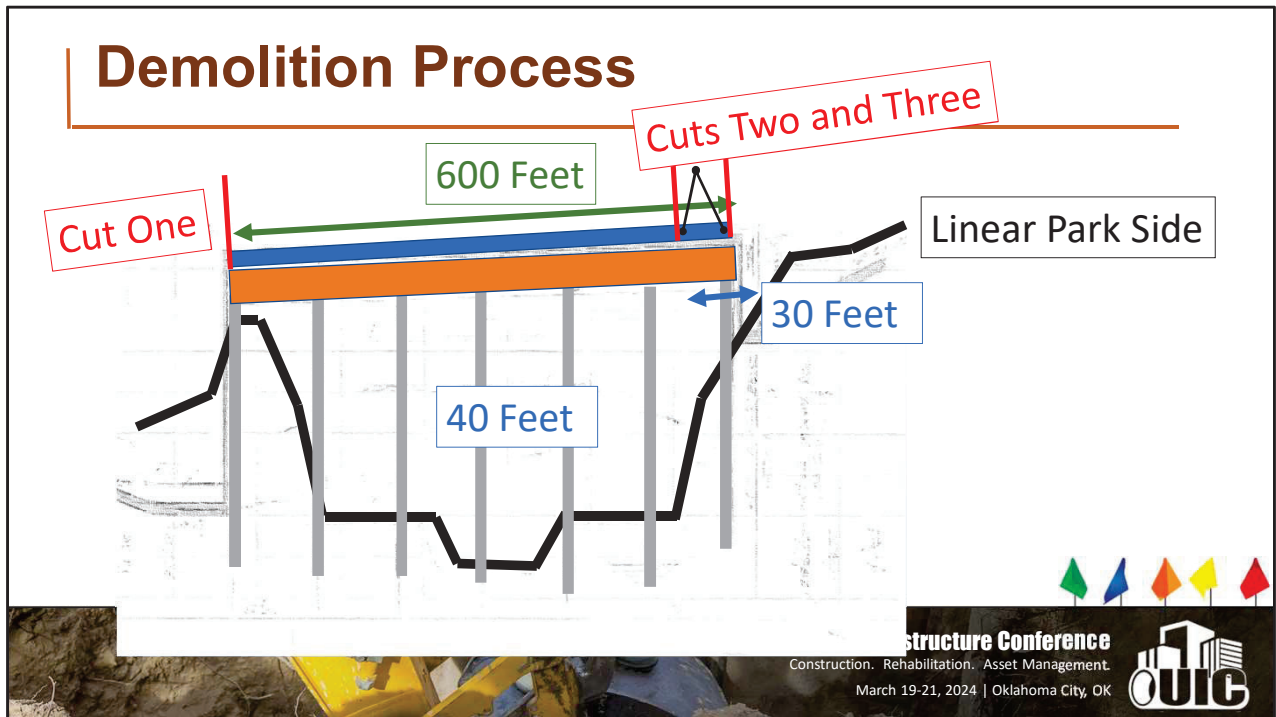 Demolition Process
Cuts Two and Three
600 Feet
Cut One
Linear Park Side
30 Feet
40 Feet
structure Conference
Construction. Rehabilitation. Asset Management.
March 19-21, 2024 | Oklahoma City, OK
UIC